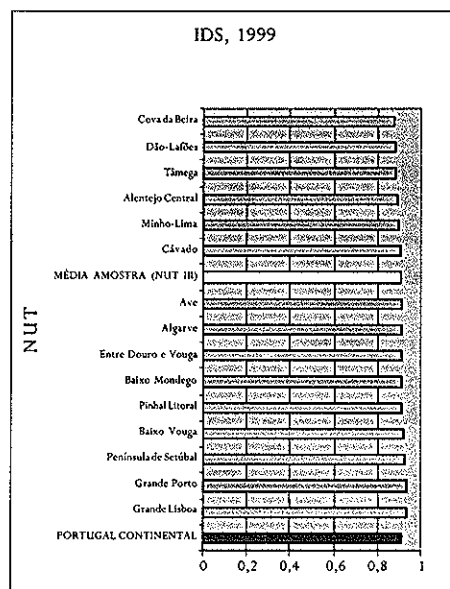 IDS, 1999
Cova da Beira
Dão-Lafões
Tâmega
Alentejo Central
Minho-Lima
Cávado
MÉDIA AMOSTRA (NUT III)
Ave
Algarve
Entre Douro e Vouga
Baixo Mondego
Pinhal Litoral
Baixo Vouga
Península de Setúbal
Grande Porto
Grande Lisboa
PORTUGAL CONTINENTAL
NUT
0 0,2 0,4 0,6 0,8 1